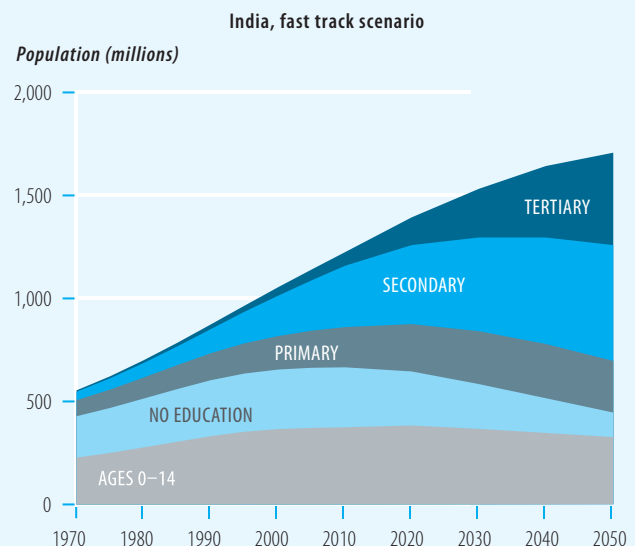 India, fast track scenario
Population (millions)
2,000
1,500
1,000
500
0
TERTIARY
SECONDARY
PRIMARY
NO EDUCATION
AGES 0–14
1970 1980 1990 2000 2010 2020 2030 2040 2050